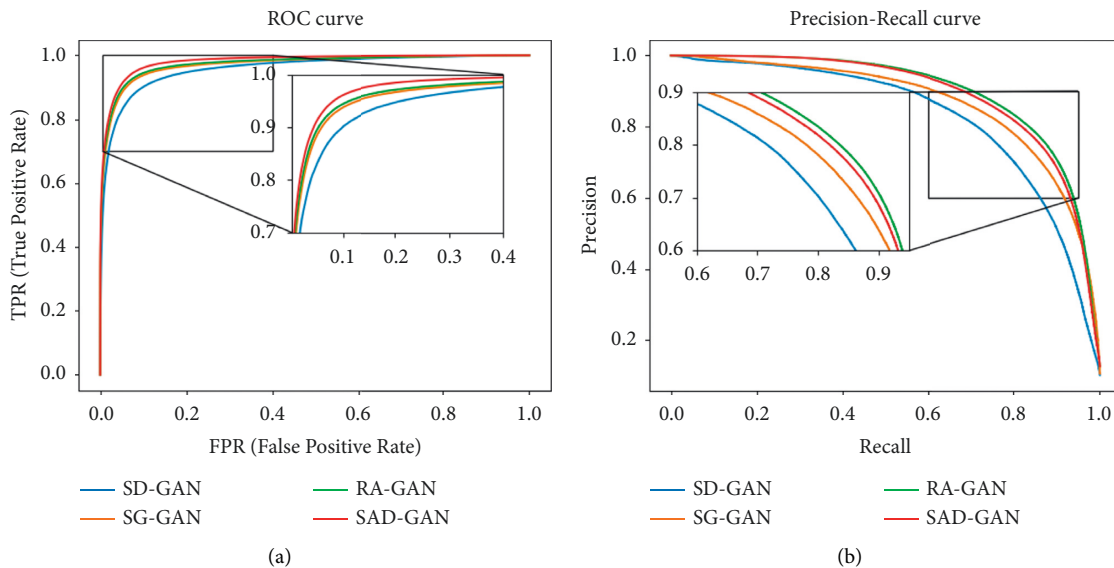 ROC curve
1.0
0.8
0.6
0.4
0.2
0.0
TPR (True Positive Rate)
1.0
0.9
0.8
0.7
0.1 0.2 0.3 0.4
0.0 0.2 0.4 0.6 0.8 1.0
FPR (False Positive Rate)
SD-GAN RA-GAN
SG-GAN SAD-GAN
(a)
Precision-Recall curve
1.0
0.8
0.6
0.4
0.2
Precision
0.9
0.8
0.7
0.6
0.6 0.7 0.8 0.9
0.0 0.2 0.4 0.6 0.8 1.0
Recall
SD-GAN RA-GAN
SG-GAN SAD-GAN
(b)